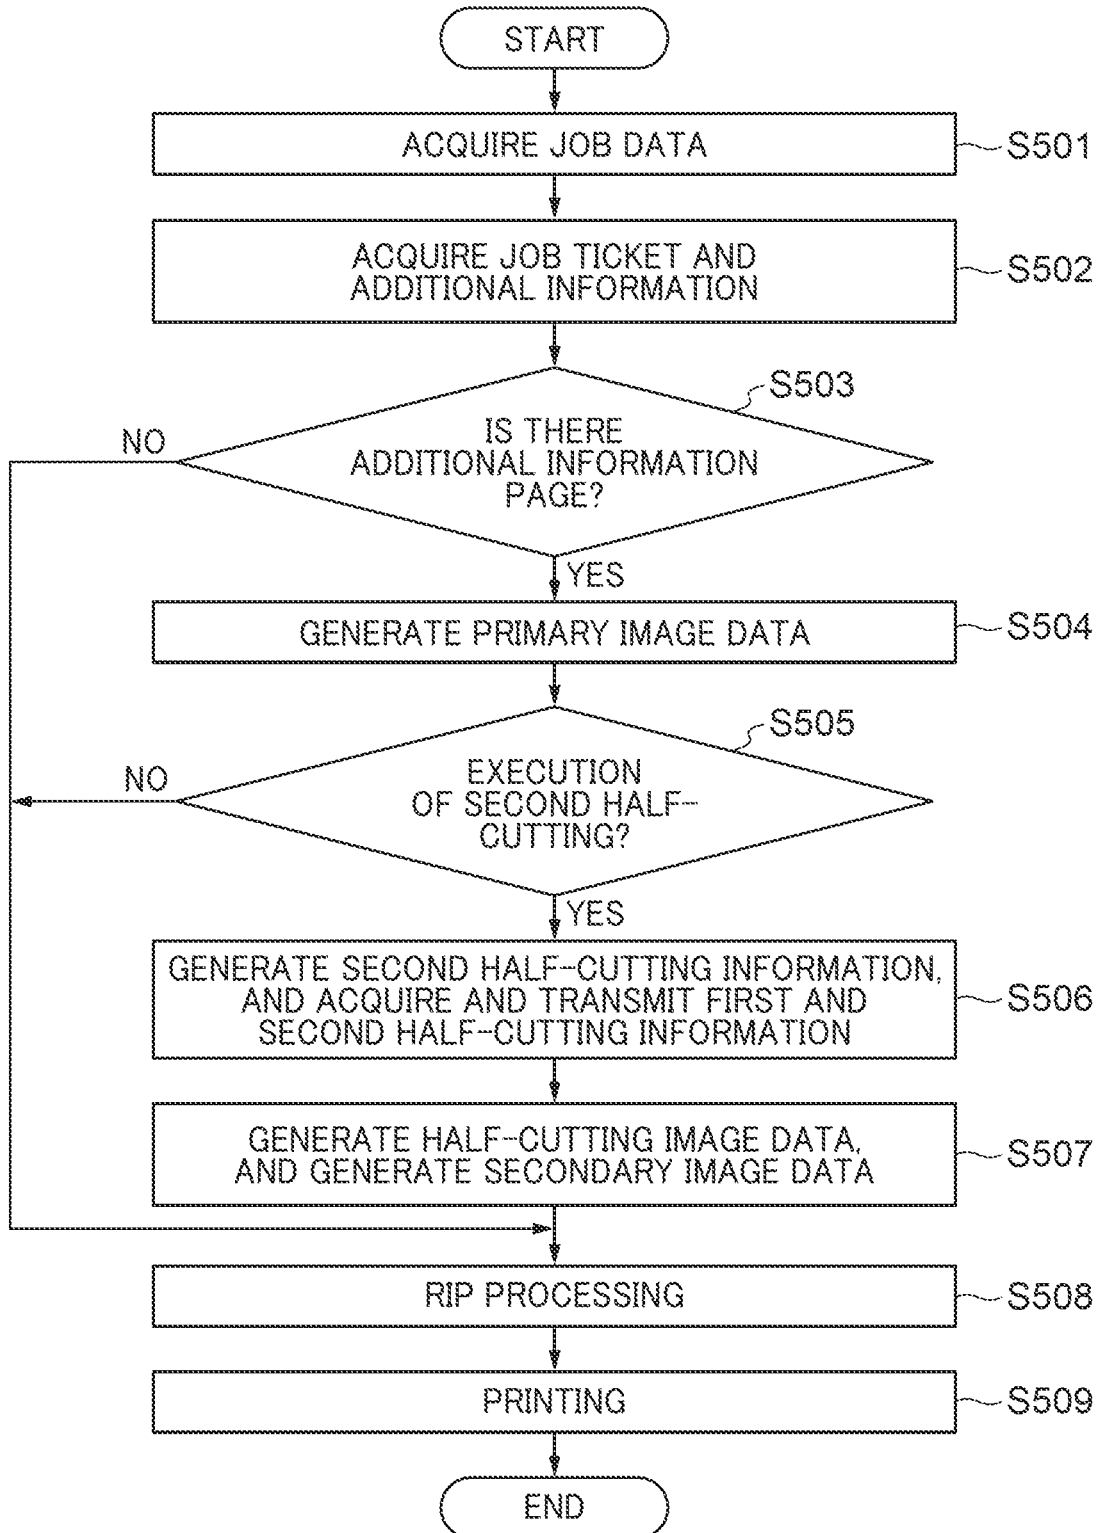 START
ACQUIRE JOB DATA
S501
ACQUIRE JOB TICKET AND
ADDITIONAL INFORMATION
S502
S503
IS THERE
ADDITIONAL INFORMATION
PAGE?
NO
YES
GENERATE PRIMARY IMAGE DATA
S504
S505
EXECUTION
OF SECOND HALF-
CUTTING?
NO
YES
GENERATE SECOND HALF-CUTTING INFORMATION,
AND ACQUIRE AND TRANSMIT FIRST AND
SECOND HALF-CUTTING INFORMATION
S506
GENERATE HALF-CUTTING IMAGE DATA,
AND GENERATE SECONDARY IMAGE DATA
S507
RIP PROCESSING
S508
PRINTING
S509
END